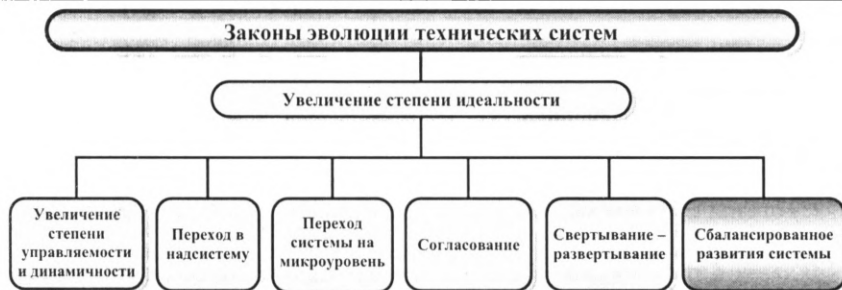 Законы эволюции технических систем
Увеличение степени идеальности
Увеличение
степени
управляемости
и динамичности
Переход в
надсистему
Переход
системы на
микроуровень
Согласование
Свертывание –
развертывание
Сбалансированное
развития системы